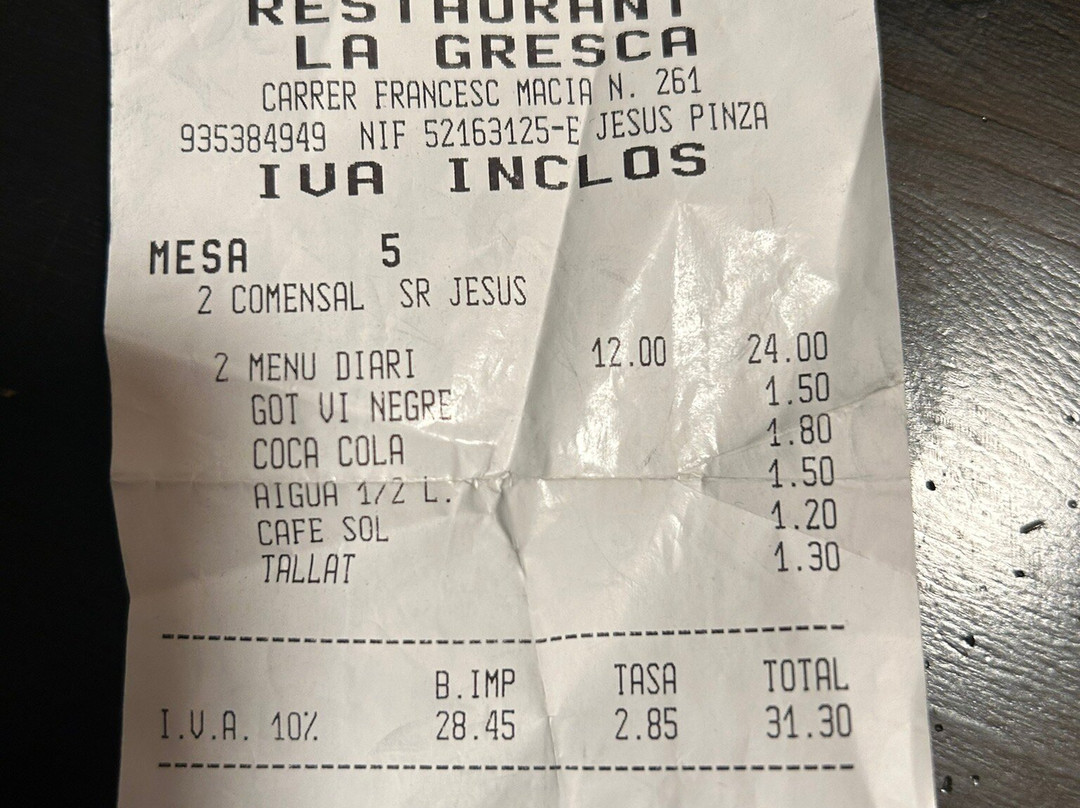 RESTAURANT
LA GRESCA
CARRER FRANCESC MACIA N. 261
935384949 NIF 52163125-E JESUS PINZA
IVA INCLOS
MESA 5
2 COMENSAL SR JESUS
2 MENU DIARI 12.00 24.00
GOT VI NEGRE 1.50
COCA COLA 1.80
AIGUA 1/2 L. 1.50
CAFE SOL 1.20
TALLAT 1.30
B.IMP TASA TOTAL
I.V.A. 10% 28.45 2.85 31.30